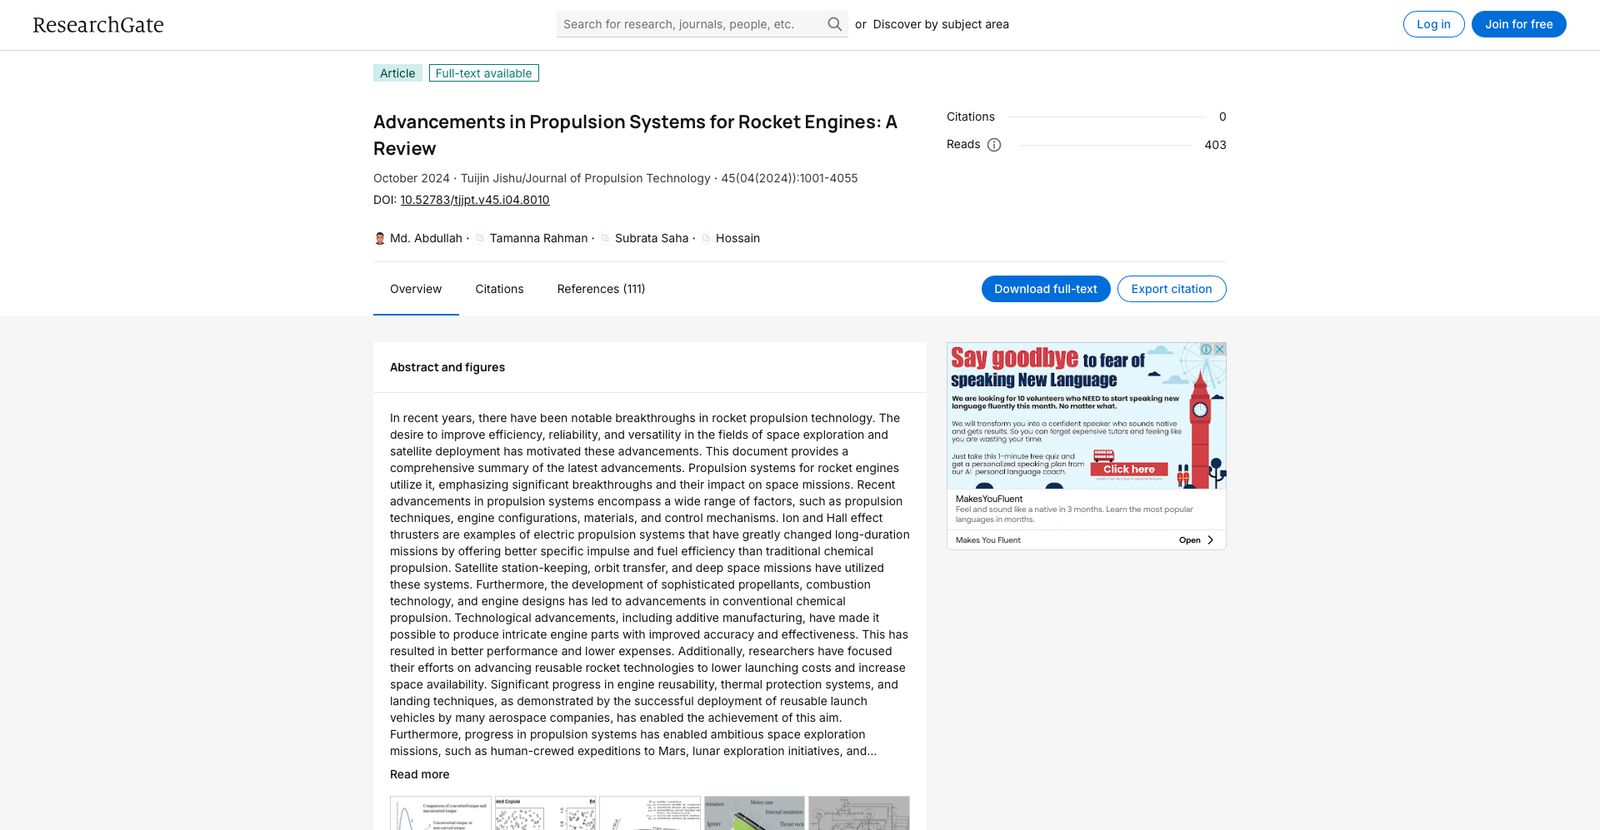 ResearchGate
Search for research, journals, people, etc.
or Discover by subject area
Log in
Join for free
Article
Full-text available
Advancements in Propulsion Systems for Rocket Engines: A
Review
October 2024 · Tuijin Jishu/Journal of Propulsion Technology · 45(04(2024)):1001-4055
DOI: 10.52783/tjjpt.v45.i04.8010
Md. Abdullah · Tamanna Rahman · Subrata Saha · Hossain
Citations 0
Reads 403
Overview
Citations
References (111)
Download full-text
Export citation
Abstract and figures
In recent years, there have been notable breakthroughs in rocket propulsion technology. The
desire to improve efficiency, reliability, and versatility in the fields of space exploration and
satellite deployment has motivated these advancements. This document provides a
comprehensive summary of the latest advancements. Propulsion systems for rocket engines
utilize it, emphasizing significant breakthroughs and their impact on space missions. Recent
advancements in propulsion systems encompass a wide range of factors, such as propulsion
techniques, engine configurations, materials, and control mechanisms. Ion and Hall effect
thrusters are examples of electric propulsion systems that have greatly changed long-duration
missions by offering better specific impulse and fuel efficiency than traditional chemical
propulsion. Satellite station-keeping, orbit transfer, and deep space missions have utilized
these systems. Furthermore, the development of sophisticated propellants, combustion
technology, and engine designs has led to advancements in conventional chemical
propulsion. Technological advancements, including additive manufacturing, have made it
possible to produce intricate engine parts with improved accuracy and effectiveness. This has
resulted in better performance and lower expenses. Additionally, researchers have focused
their efforts on advancing reusable rocket technologies to lower launching costs and increase
space availability. Significant progress in engine reusability, thermal protection systems, and
landing techniques, as demonstrated by the successful deployment of reusable launch
vehicles by many aerospace companies, has enabled the achievement of this aim.
Furthermore, progress in propulsion systems has enabled ambitious space exploration
missions, such as human-crewed expeditions to Mars, lunar exploration initiatives, and...
Read more
Comparison of converted torque and
unconverted torque
Unconverted torque
Motor case
Internal insulation
Igniter
Thrust vect
Say goodbye to fear of
speaking New Language
We are looking for 10 volunteers who NEED to start speaking new
language fluently this month. No matter what.
We will transform you into a confident speaker who sounds native
and gets results. So you can forget expensive tutors and feeling like
you are wasting your time.
Just take this 1-minute free quiz and
get a personalized speaking plan from
our AI personal language coach.
Click here
MakesYouFluent
Feel and sound like a native in 3 months. Learn the most popular
languages in months.
Makes You Fluent
Open